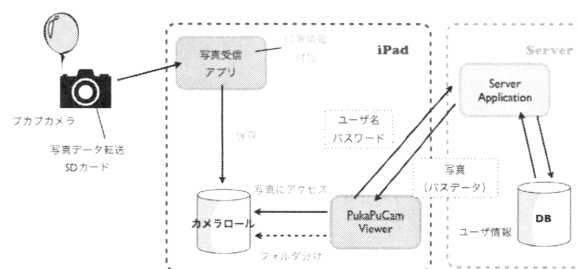 位置情報
付加
iPad
Server
写真受信
アプリ
Server
Application
プカプカメラ
写真データ転送
SDカード
保存
ユーザ名
パスワード
写真
(パスデータ)
写真にアクセス
カメラロール
PukaPuCam
Viewer
フォルダ分け
ユーザ情報
DB